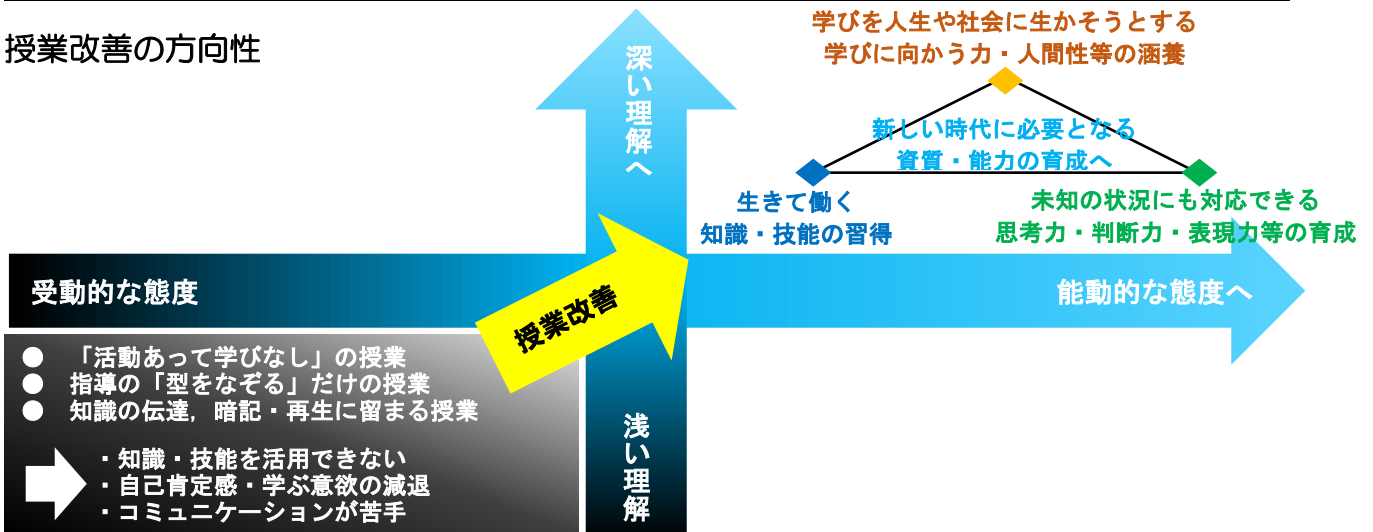 授業改善の方向性
学びを人生や社会に生かそうとする
学びに向かう力・人間性等の涵養
深い理解へ
新しい時代に必要となる
資質・能力の育成へ
生きて働く
知識・技能の習得
未知の状況にも対応できる
思考力・判断力・表現力等の育成
受動的な態度
能動的な態度へ
授業改善
● 「活動あって学びなし」の授業
● 指導の「型をなぞる」だけの授業
● 知識の伝達，暗記・再生に留まる授業
・知識・技能を活用できない
・自己肯定感・学ぶ意欲の減退
・コミュニケーションが苦手
浅い理解